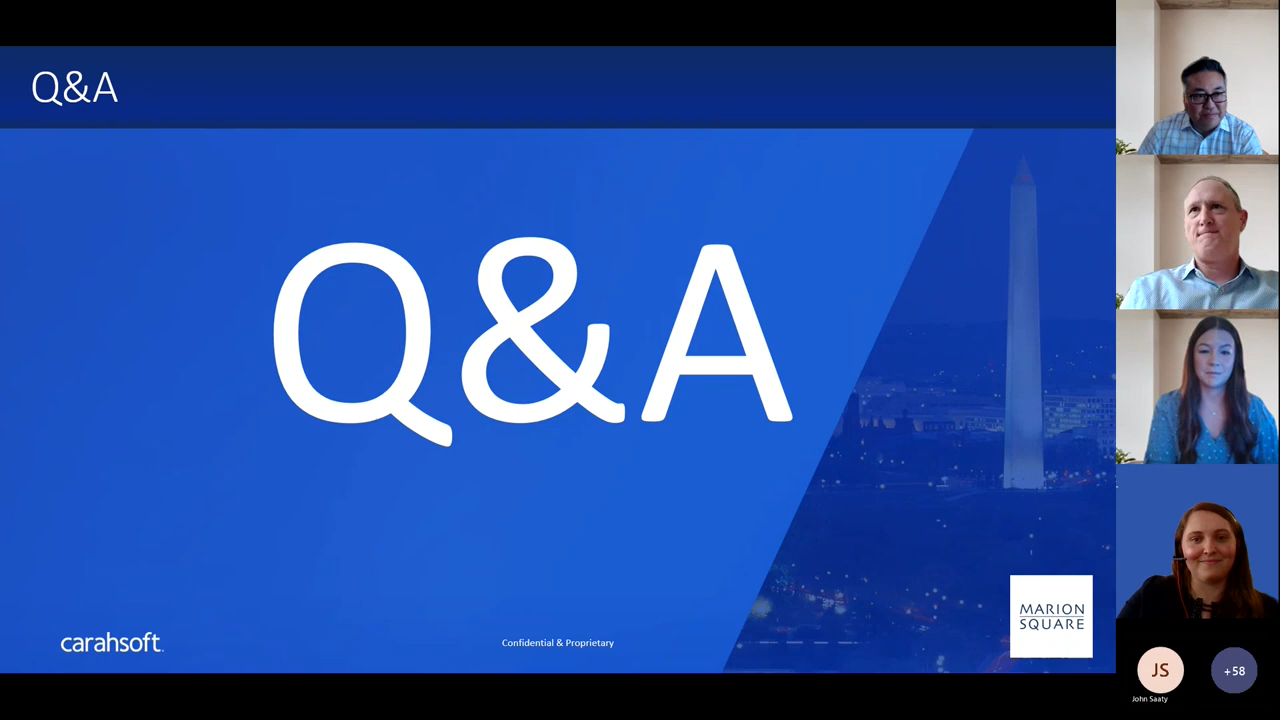 Q&A
Q&A
carahsoft.
Confidential & Proprietary
MARION
SQUARE
JS
+58
John Saaty